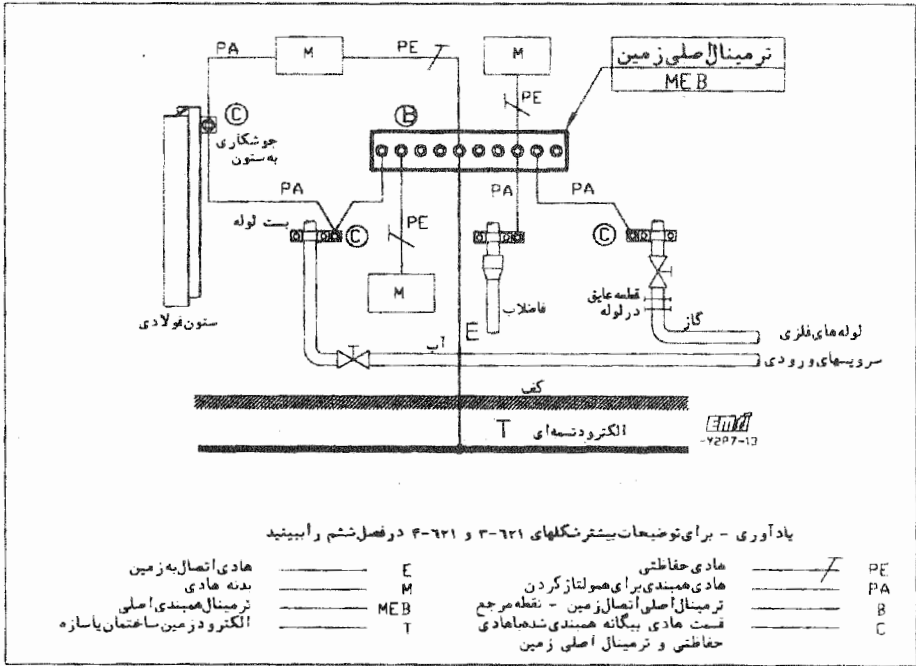 PA
M
PE
M
ترمینال اصلی زمین
MEB
PE
C
B
جوشکاری
به ستون
PA
PE
PA
PA
بست لوله
C
C
M
ستون فولادی
فاضلاب
E
قطعه عایق
در لوله
گاز
لوله های فلزی
آب
سرویسهای ورودی
کف
الکترود تسمه ای T
EMRI
-Y2P7-13
یادآوری - برای توضیحات بیشتر شکلهای ۶۲۱-۳ و ۶۲۱-۴ در فصل ششم را ببینید
PE هادی حفاظتی
PA هادی همبندی برای همولتاژ کردن
B ترمینال اصلی اتصال زمین - نقطه مرجع
C قسمت هادی بیگانه همبندی شده با هادی
حفاظتی و ترمینال اصلی زمین
E هادی اتصال به زمین
M بدنه هادی
MEB ترمینال همبندی اصلی
T الکترود زمین ساختمان یا سازه